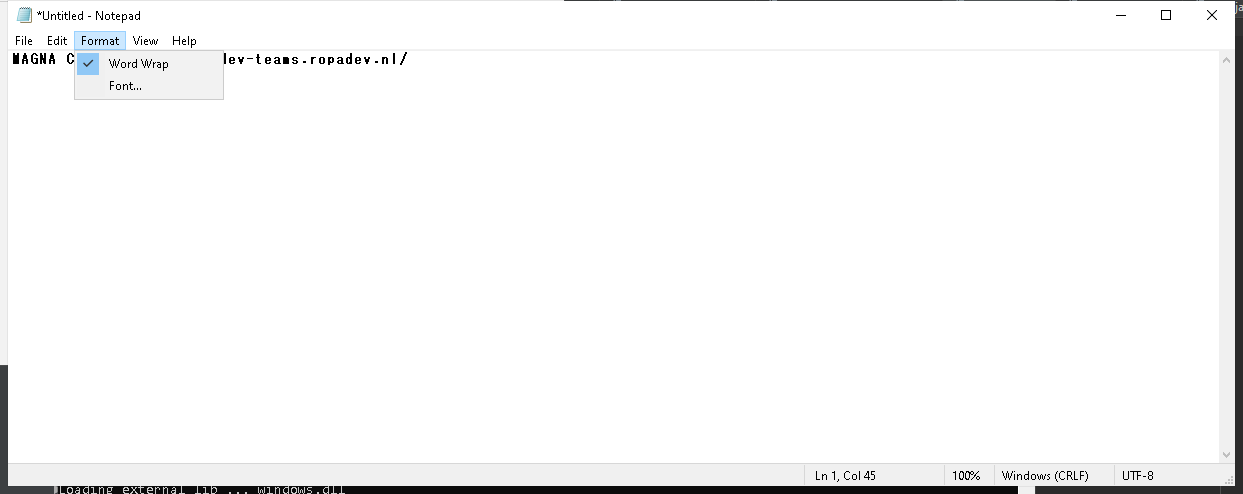 *Untitled - Notepad
File Edit Format View Help
MAGNA C
dev-teams.ropadev.nl/
Word Wrap
Font...
Ln 1, Col 45 100% Windows (CRLF) UTF-8
Loading external lib ... windows.dll